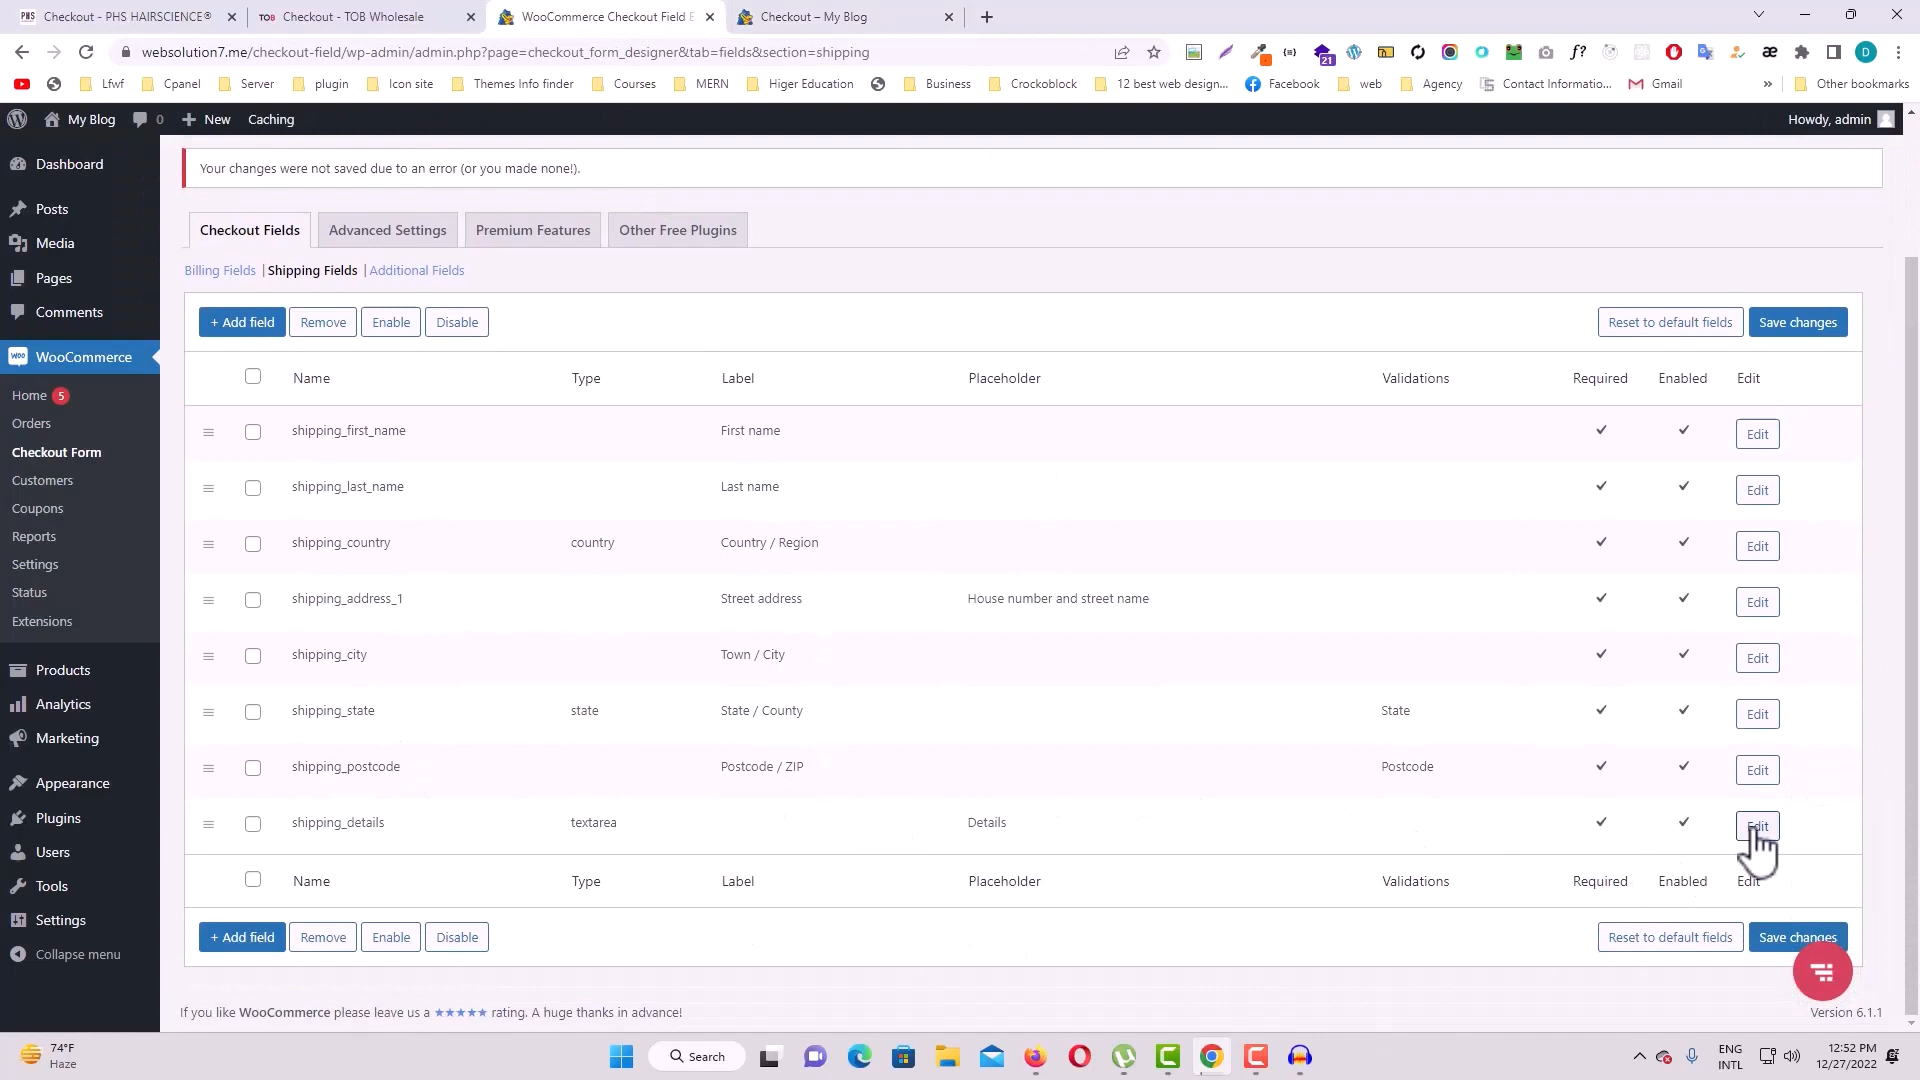 PHS Checkout - PHS HAIRSCIENCE®
TOB Checkout - TOB Wholesale
WooCommerce Checkout Field E
Checkout – My Blog
websolution7.me/checkout-field/wp-admin/admin.php?page=checkout_form_designer&tab=fields&section=shipping
21
f?
æ
D
Lfwf
Cpanel
Server
plugin
Icon site
Themes Info finder
Courses
MERN
Higer Education
Business
Crockoblock
12 best web design...
Facebook
web
Agency
Contact Informatio...
Gmail
»
Other bookmarks
My Blog
0
+ New
Caching
Howdy, admin
Dashboard
Posts
Media
Pages
Comments
WooCommerce
Home 5
Orders
Checkout Form
Customers
Coupons
Reports
Settings
Status
Extensions
Products
Analytics
Marketing
Appearance
Plugins
Users
Tools
Settings
Collapse menu
Your changes were not saved due to an error (or you made none!).
Checkout Fields
Advanced Settings
Premium Features
Other Free Plugins
Billing Fields | Shipping Fields | Additional Fields
+ Add field Remove Enable Disable Reset to default fields Save changes
Name Type Label Placeholder Validations Required Enabled Edit
shipping_first_name First name ✓ ✓ Edit
shipping_last_name Last name ✓ ✓ Edit
shipping_country country Country / Region ✓ ✓ Edit
shipping_address_1 Street address House number and street name ✓ ✓ Edit
shipping_city Town / City ✓ ✓ Edit
shipping_state state State / County State ✓ ✓ Edit
shipping_postcode Postcode / ZIP Postcode ✓ ✓ Edit
shipping_details textarea Details ✓ ✓ Edit
Name Type Label Placeholder Validations Required Enabled Edit
+ Add field Remove Enable Disable Reset to default fields Save changes
If you like WooCommerce please leave us a ★★★★★ rating. A huge thanks in advance!
Version 6.1.1
74°F
Haze
Search
ENG
INTL
12:52 PM
12/27/2022